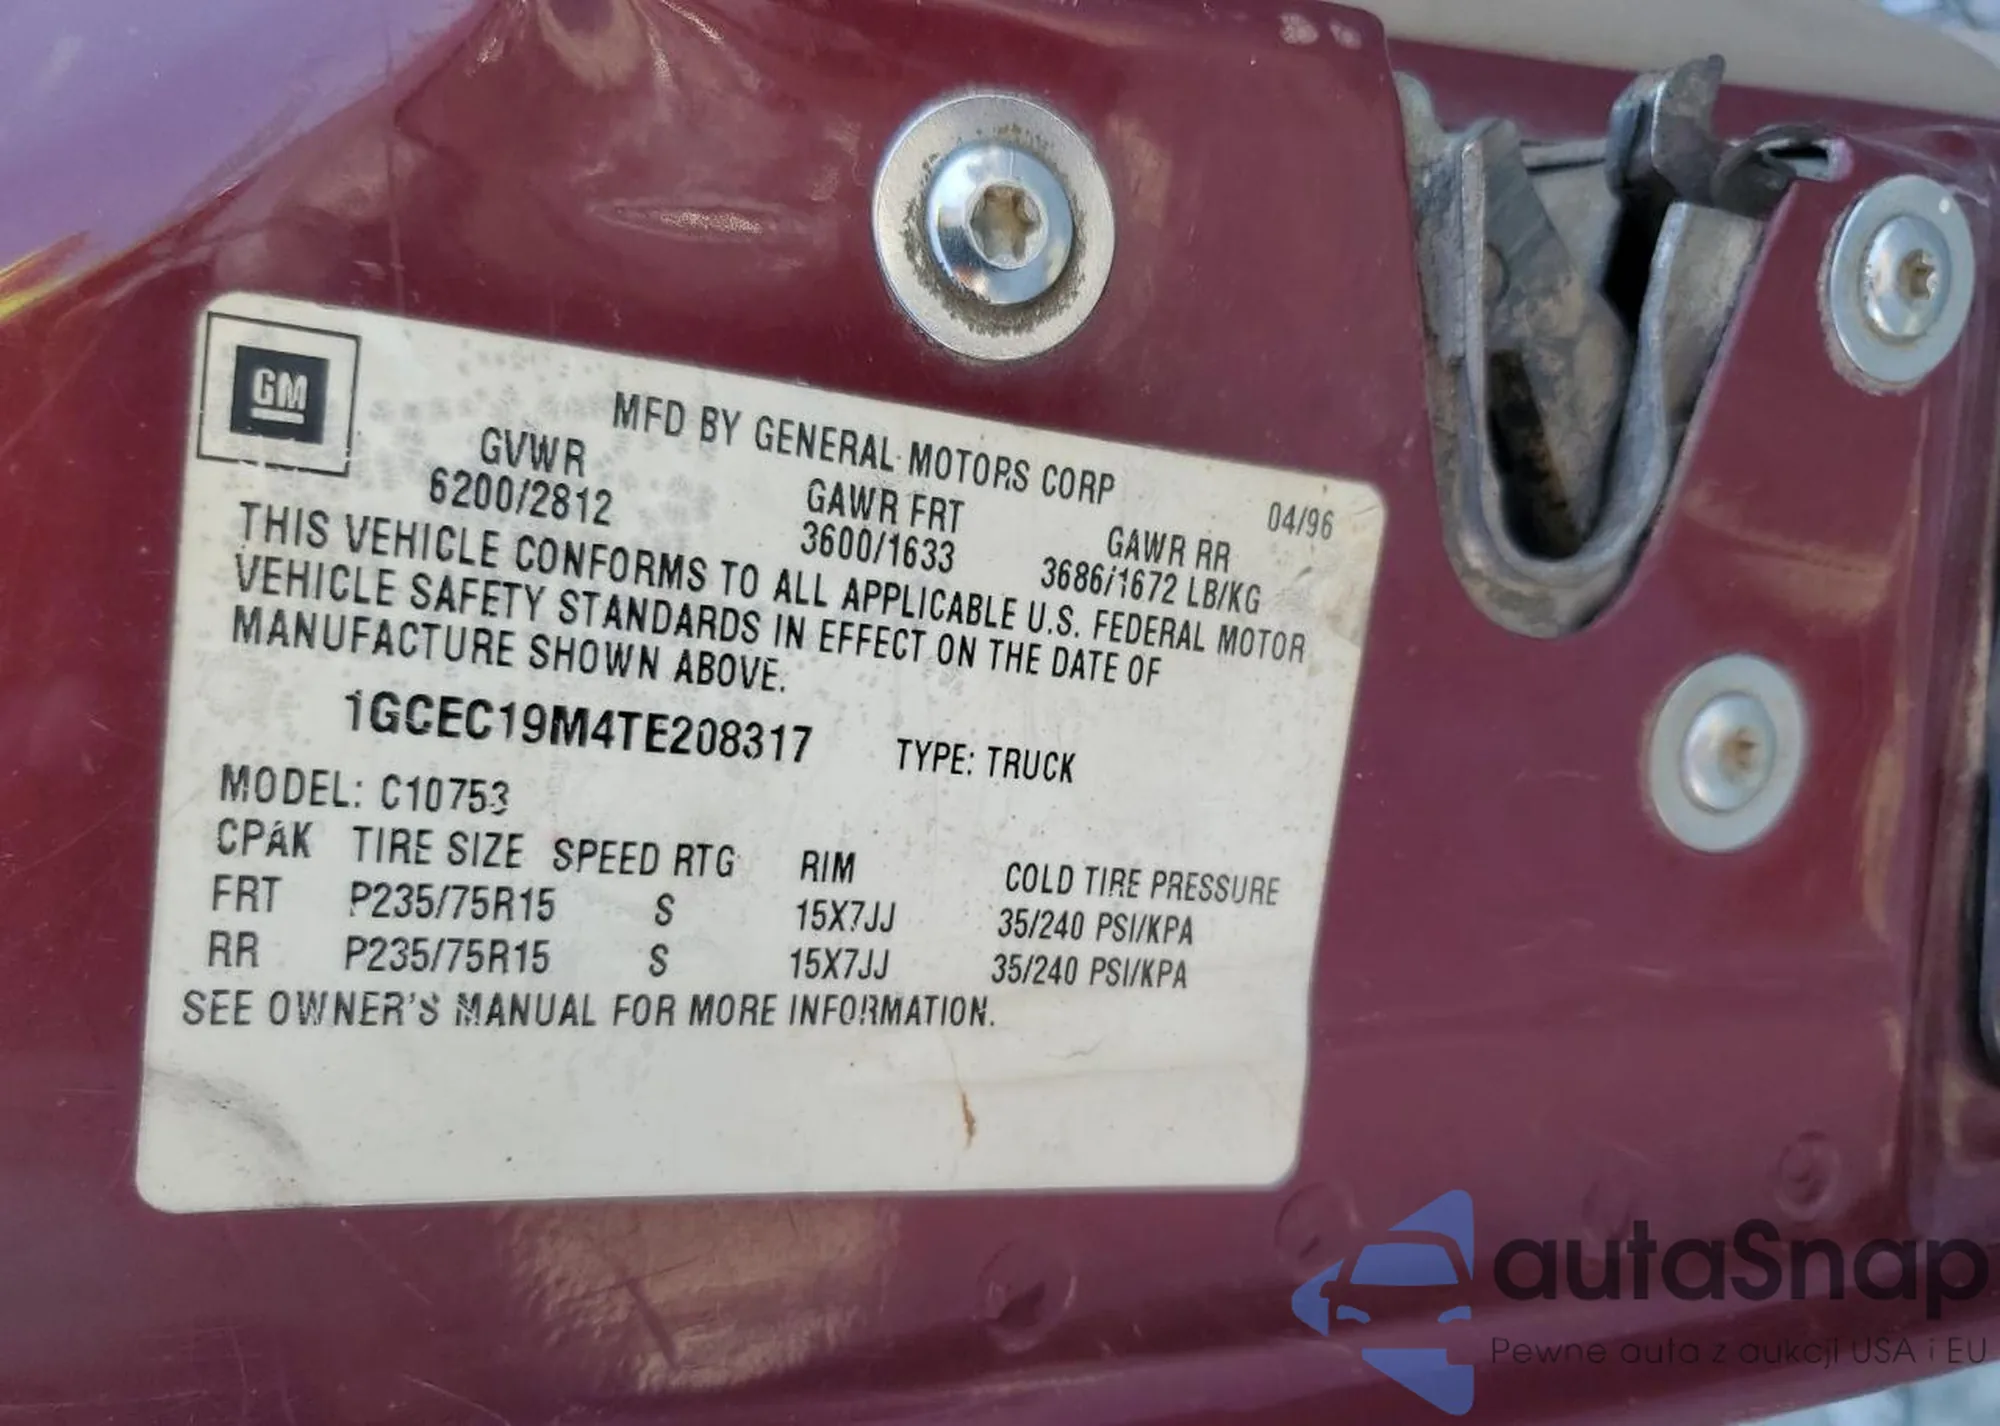 GM
MFD BY GENERAL MOTORS CORP 04/96
GVWR GAWR FRT GAWR RR
6200/2812 3600/1633 3686/1672 LB/KG
THIS VEHICLE CONFORMS TO ALL APPLICABLE U.S. FEDERAL MOTOR
VEHICLE SAFETY STANDARDS IN EFFECT ON THE DATE OF
MANUFACTURE SHOWN ABOVE.
1GCEC19M4TE208317 TYPE: TRUCK
MODEL: C10753
CPAK TIRE SIZE SPEED RTG RIM COLD TIRE PRESSURE
FRT P235/75R15 S 15X7JJ 35/240 PSI/KPA
RR P235/75R15 S 15X7JJ 35/240 PSI/KPA
SEE OWNER'S MANUAL FOR MORE INFORMATION.
autaSnap
Pewne auta z aukcji USA i EU